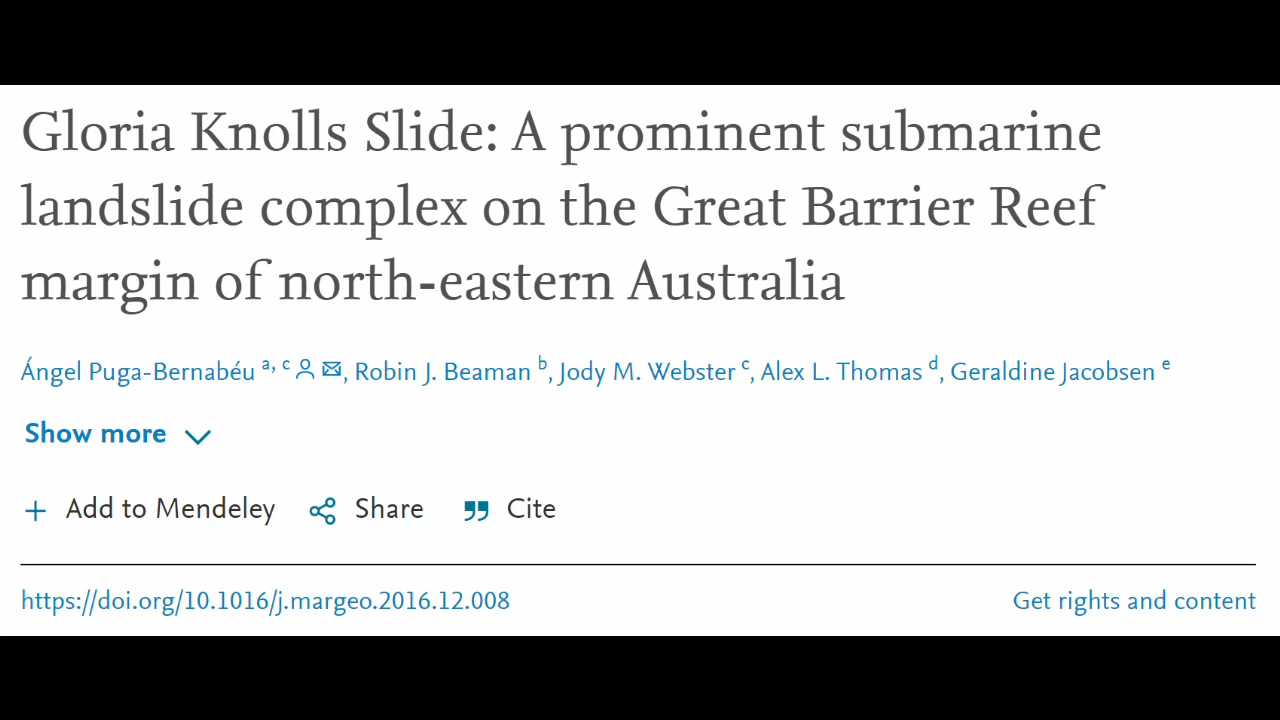 Gloria Knolls Slide: A prominent submarine
landslide complex on the Great Barrier Reef
margin of north-eastern Australia
Ángel Puga-Bernabéu a, c, Robin J. Beaman b, Jody M. Webster c, Alex L. Thomas d, Geraldine Jacobsen e
Show more
+ Add to Mendeley Share Cite
https://doi.org/10.1016/j.margeo.2016.12.008 Get rights and content